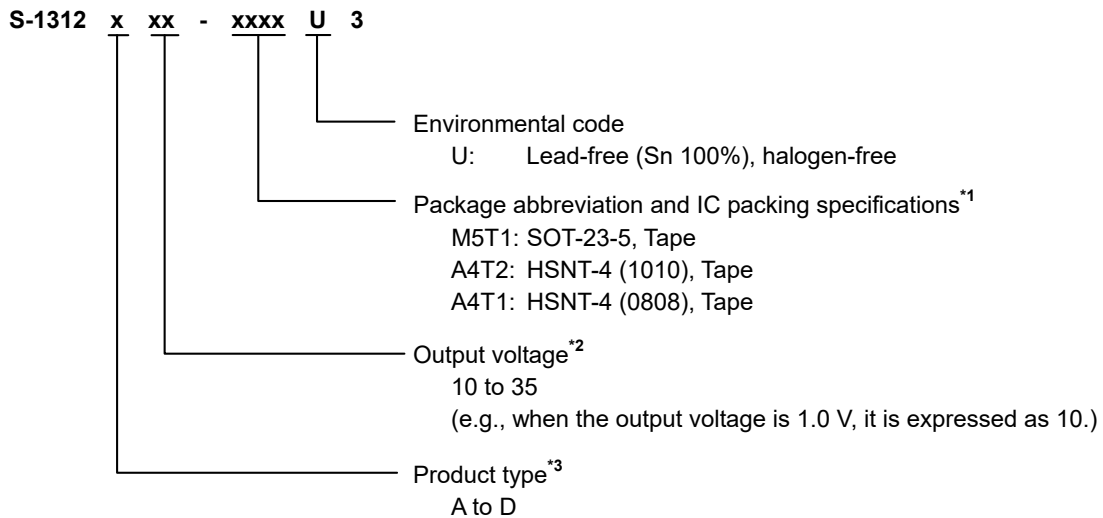 S-1312 x xx - xxxx U 3
Environmental code
U: Lead-free (Sn 100%), halogen-free
Package abbreviation and IC packing specifications*1
M5T1: SOT-23-5, Tape
A4T2: HSNT-4 (1010), Tape
A4T1: HSNT-4 (0808), Tape
Output voltage*2
10 to 35
(e.g., when the output voltage is 1.0 V, it is expressed as 10.)
Product type*3
A to D